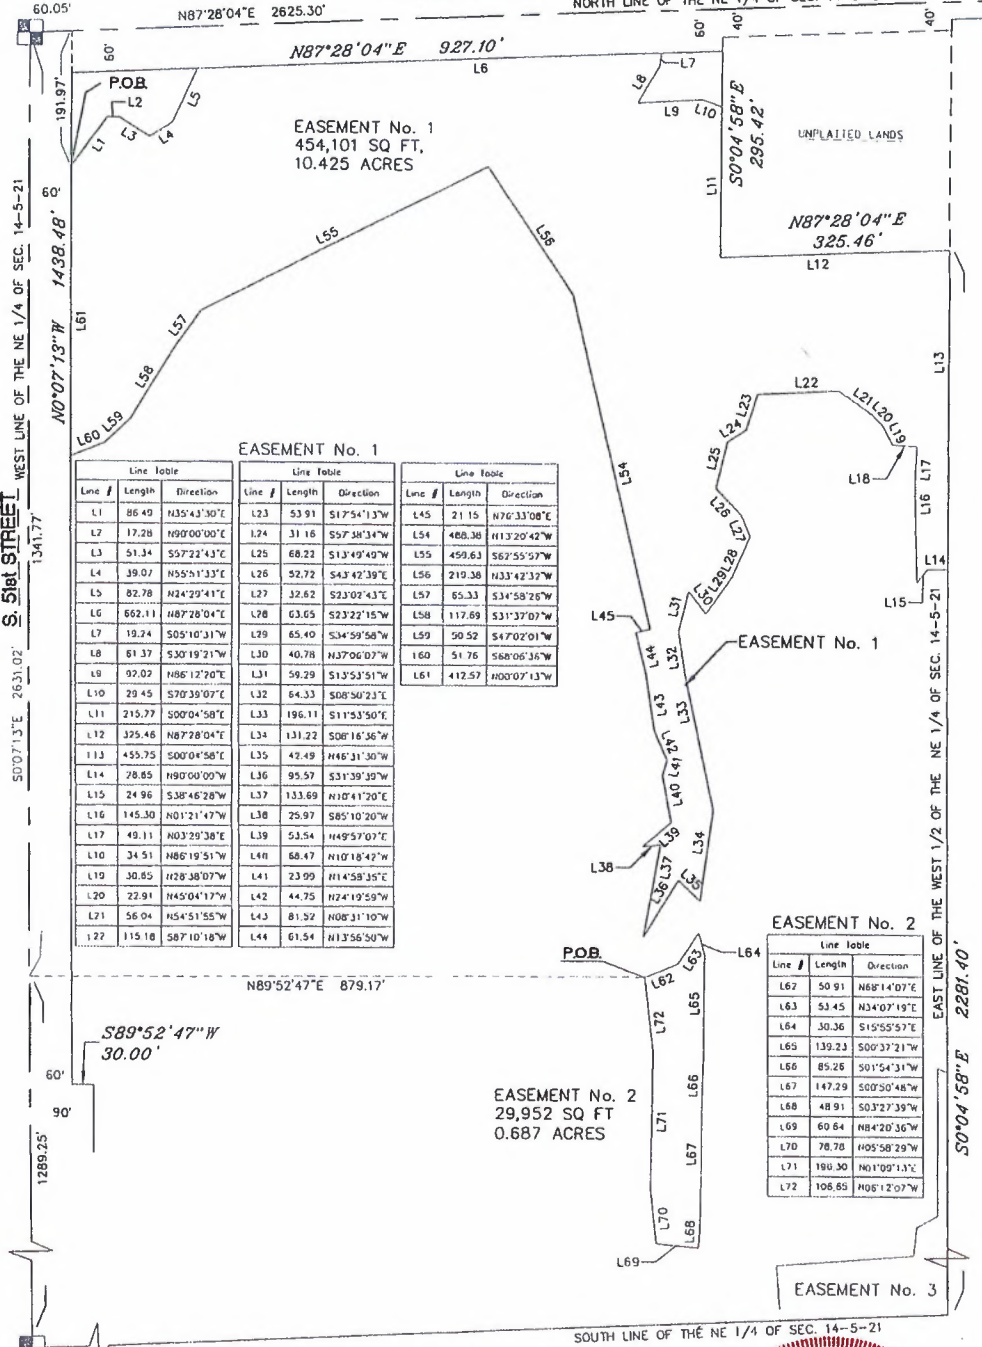 60.05'
N87°28'04"E 2625.30'
60'
N87°28'04"E 927.10'
L6
60'
40'
40'
191.97'
P.O.B.
L1
L2
L3
L4
L5
L7
L8
L9
L10
L11
S0°04'58"E
295.42'
UNPLATTED LANDS
EASEMENT No. 1
454,101 SQ FT,
10.425 ACRES
N87°28'04"E
325.46'
L12
L13
60'
N0°07'13"W 1438.48'
L61
S. 51st STREET
WEST LINE OF THE NE 1/4 OF SEC. 14-5-21
1341.77'
S0°07'13"E 2631.02'
L55
L56
L57
L58
L59
L60
L54
L22
L21
L20
L19
L18
L17
L16
L14
L15
L23
L24
L25
L26
L27
L28
L29
L30
L31
L32
L33
L45
L44
L43
L42
L41
L40
L39
L38
L37
L36
L35
L34
EASEMENT No. 1
EASEMENT No. 1
Line Table
Line # Length Direction
L1 86.49 N35°43'30"E
L2 17.28 N90°00'00"E
L3 51.34 S57°22'43"E
L4 39.07 N55°51'33"E
L5 82.78 N24°29'41"E
L6 662.11 N87°28'04"E
L7 19.24 S05°10'31"W
L8 61.37 S30°19'21"W
L9 92.02 N86°12'20"E
L10 29.45 S70°39'07"E
L11 215.77 S00°04'58"E
L12 325.46 N87°28'04"E
L13 455.75 S00°04'58"E
L14 28.85 N90°00'00"W
L15 24.96 S38°46'28"W
L16 145.30 N01°21'47"W
L17 49.11 N03°29'38"E
L18 34.51 N86°19'51"W
L19 30.85 N28°38'07"W
L20 22.91 N45°04'17"W
L21 56.04 N54°51'55"W
L22 115.18 S87°10'18"W
Line Table
Line # Length Direction
L23 53.91 S17°54'13"W
L24 31.16 S57°38'34"W
L25 68.22 S13°49'49"W
L26 52.72 S43°42'39"E
L27 32.62 S23°02'43"E
L28 63.65 S23°22'15"W
L29 65.40 S34°59'58"W
L30 40.78 N37°06'07"W
L31 59.29 S13°53'51"W
L32 64.33 S08°50'23"E
L33 196.11 S11°53'50"E
L34 131.22 S08°16'36"W
L35 42.49 N46°31'30"W
L36 95.57 S31°39'39"W
L37 133.69 N10°41'20"E
L38 25.97 S85°10'20"W
L39 53.54 N49°57'07"E
L40 68.47 N10°18'42"W
L41 23.99 N14°58'35"E
L42 44.75 N24°19'59"W
L43 81.52 N08°31'10"W
L44 61.54 N13°56'50"W
Line Table
Line # Length Direction
L45 21.15 N76°33'08"E
L54 488.38 N13°20'42"W
L55 459.63 S62°55'57"W
L56 219.38 N33°42'32"W
L57 65.33 S34°58'26"W
L58 117.69 S31°37'07"W
L59 50.52 S47°02'01"W
L60 51.76 S68°06'36"W
L61 412.57 N00°07'13"W
P.O.B.
N89°52'47"E 879.17'
S89°52'47"W
30.00'
60'
90'
1289.25'
L62
L63
L64
L65
L72
L66
L71
L67
L70
L68
L69
EASEMENT No. 2
29,952 SQ FT
0.687 ACRES
EASEMENT No. 2
Line Table
Line # Length Direction
L62 50.91 N68°14'07"E
L63 53.45 N34°07'19"E
L64 30.36 S15°55'57"E
L65 139.23 S00°37'21"W
L66 85.26 S01°54'31"W
L67 147.29 S00°50'48"W
L68 48.91 S03°27'39"W
L69 60.64 N84°20'36"W
L70 78.78 N05°58'29"W
L71 190.30 N01°09'13"E
L72 106.65 N06°12'07"W
EAST LINE OF THE WEST 1/2 OF THE NE 1/4 OF SEC. 14-5-21
S0°04'58"E 2281.40'
EASEMENT No. 3
SOUTH LINE OF THE NE 1/4 OF SEC. 14-5-21